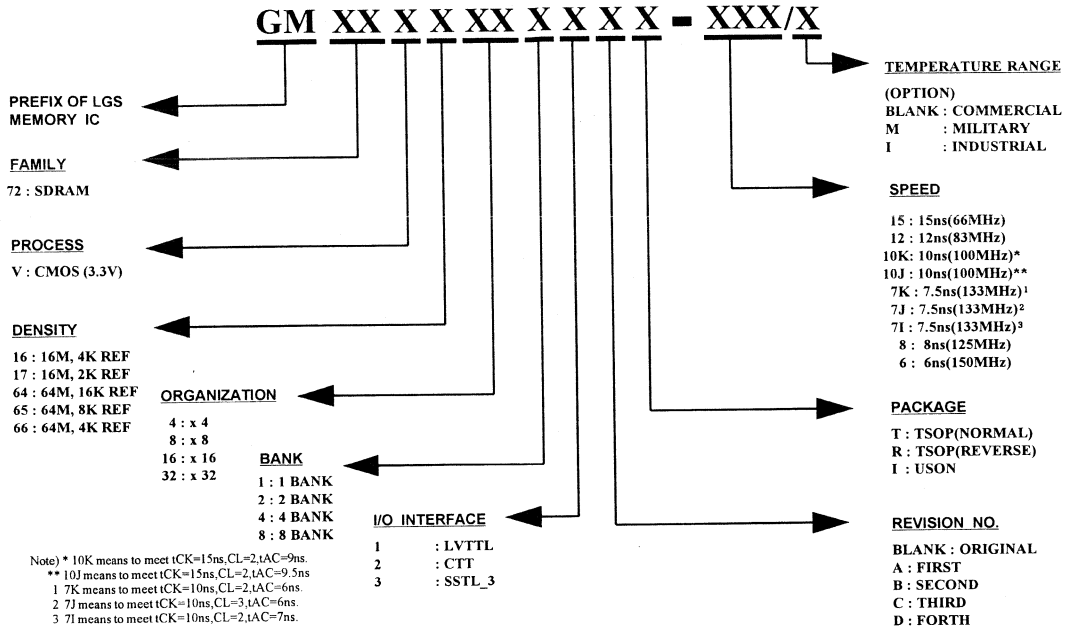 GM XX X X XX X X X X - XXX/X
PREFIX OF LGS
MEMORY IC
FAMILY
72 : SDRAM
PROCESS
V : CMOS (3.3V)
DENSITY
16 : 16M, 4K REF
17 : 16M, 2K REF
64 : 64M, 16K REF
65 : 64M, 8K REF
66 : 64M, 4K REF
ORGANIZATION
4 : x 4
8 : x 8
16 : x 16
32 : x 32
BANK
1 : 1 BANK
2 : 2 BANK
4 : 4 BANK
8 : 8 BANK
I/O INTERFACE
1 : LVTTL
2 : CTT
3 : SSTL_3
TEMPERATURE RANGE
(OPTION)
BLANK : COMMERCIAL
M : MILITARY
I : INDUSTRIAL
SPEED
15 : 15ns(66MHz)
12 : 12ns(83MHz)
10K: 10ns(100MHz)*
10J : 10ns(100MHz)**
7K : 7.5ns(133MHz)¹
7J : 7.5ns(133MHz)²
7I : 7.5ns(133MHz)³
8 : 8ns(125MHz)
6 : 6ns(150MHz)
PACKAGE
T : TSOP(NORMAL)
R : TSOP(REVERSE)
I : USON
REVISION NO.
BLANK : ORIGINAL
A : FIRST
B : SECOND
C : THIRD
D : FORTH
Note) * 10K means to meet tCK=15ns,CL=2,tAC=9ns.
** 10J means to meet tCK=15ns,CL=2,tAC=9.5ns
1 7K means to meet tCK=10ns,CL=2,tAC=6ns.
2 7J means to meet tCK=10ns,CL=3,tAC=6ns.
3 7I means to meet tCK=10ns,CL=2,tAC=7ns.